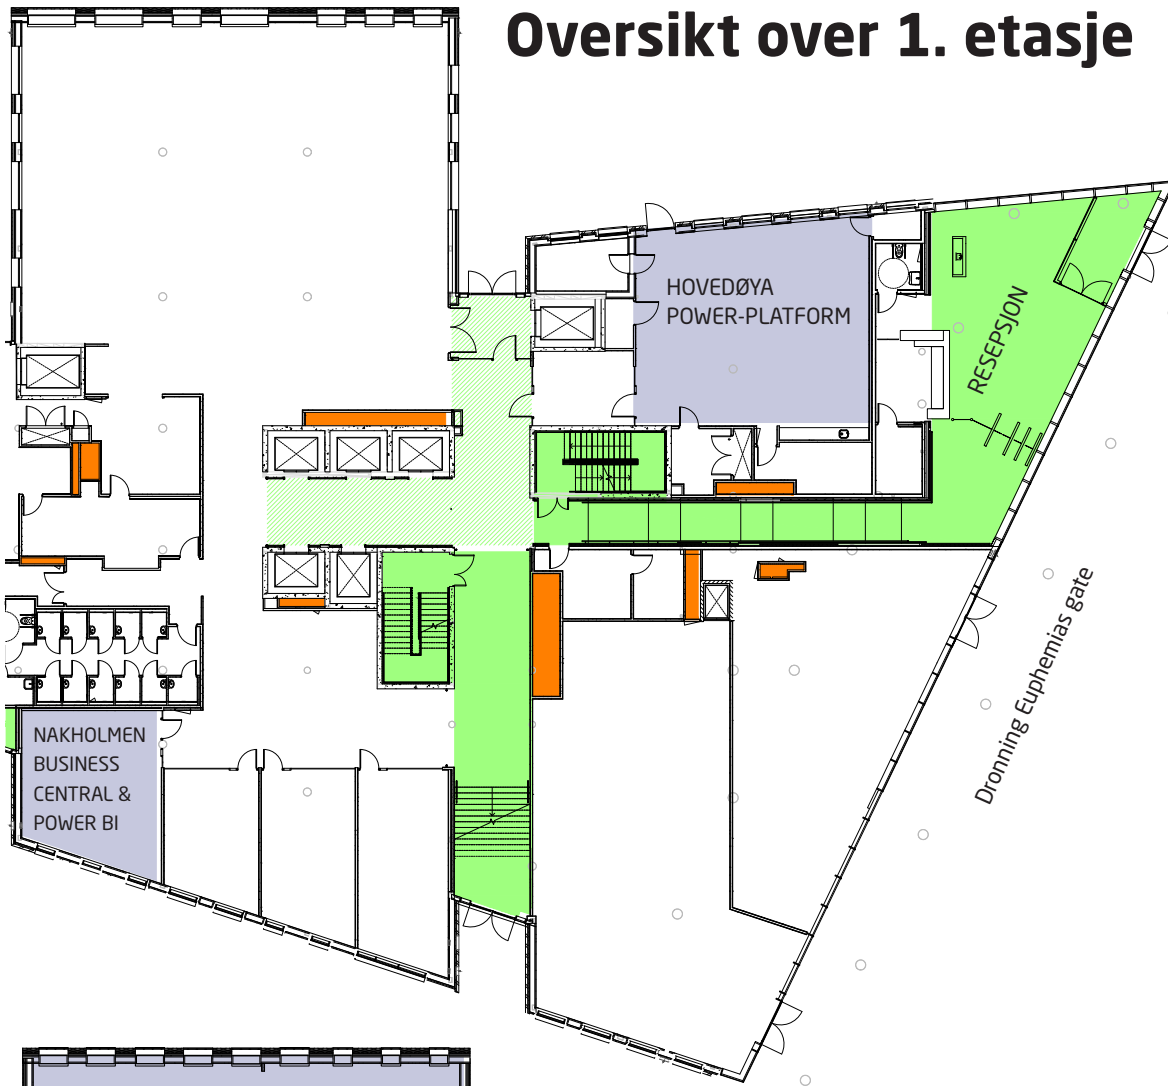 Oversikt over 1. etasje
HOVEDØYA
POWER-PLATFORM
RESEPSJON
Dronning Euphemias gate
NAKHOLMEN
BUSINESS
CENTRAL &
POWER BI